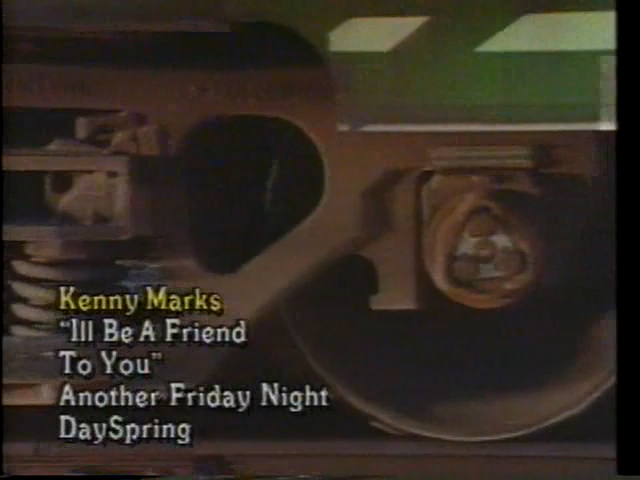 Kenny Marks
"Ill Be A Friend
To You"
Another Friday Night
DaySpring